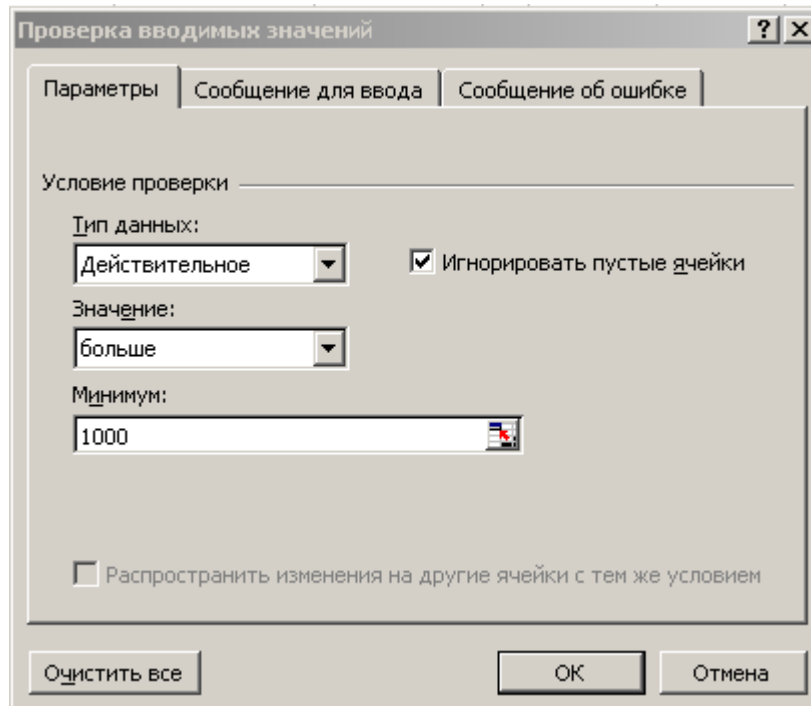 Проверка вводимых значений
Параметры Сообщение для ввода Сообщение об ошибке
Условие проверки
Тип данных:
Действительное Игнорировать пустые ячейки
Значение:
больше
Минимум:
1000
Распространить изменения на другие ячейки с тем же условием
Очистить все ОК Отмена